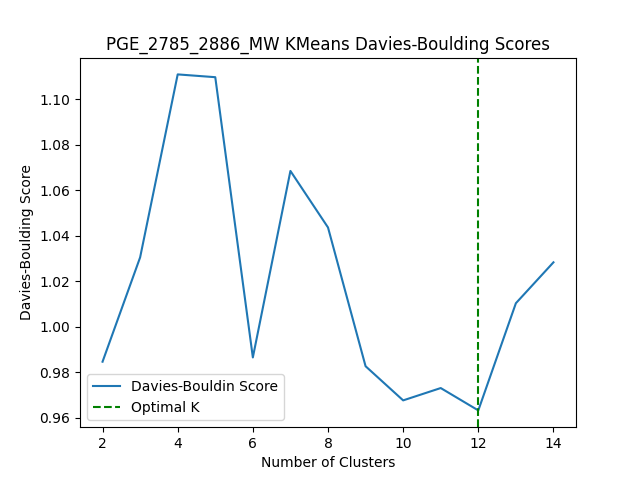 PGE_2785_2886_MW KMeans Davies-Boulding Scores
Davies-Boulding Score
1.10
1.08
1.06
1.04
1.02
1.00
0.98
0.96
Davies-Bouldin Score
Optimal K
2 4 6 8 10 12 14
Number of Clusters